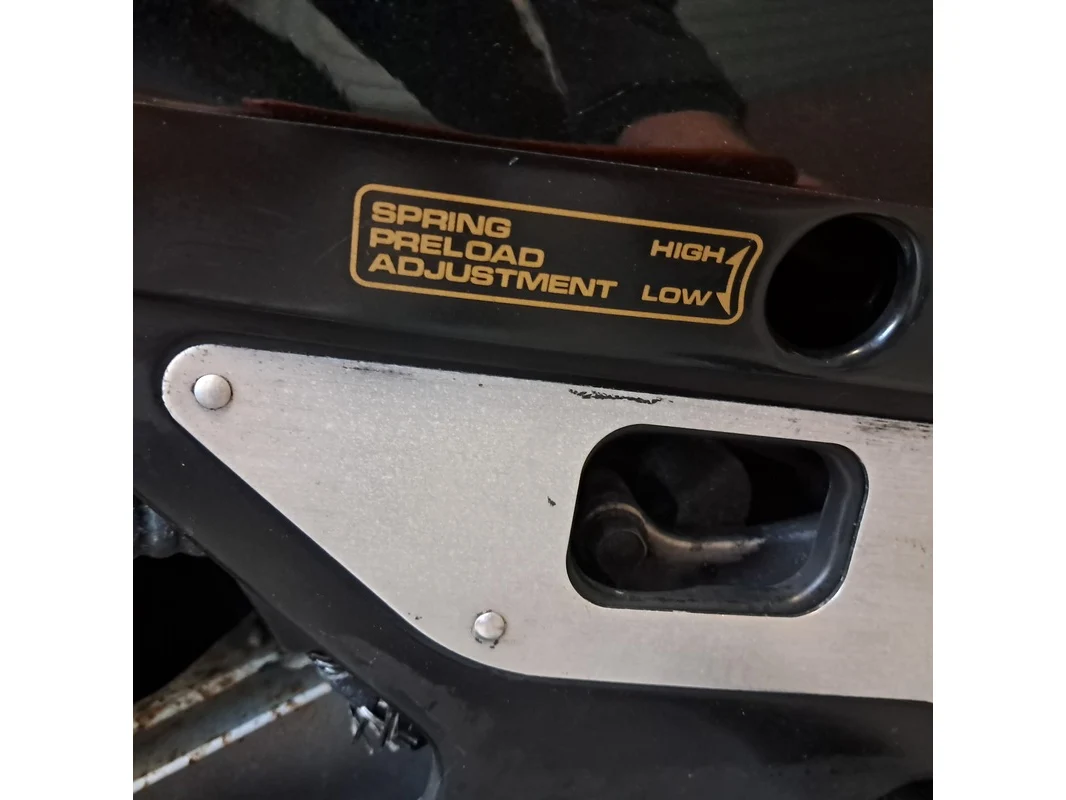 SPRING
PRELOAD
ADJUSTMENT
HIGH
LOW